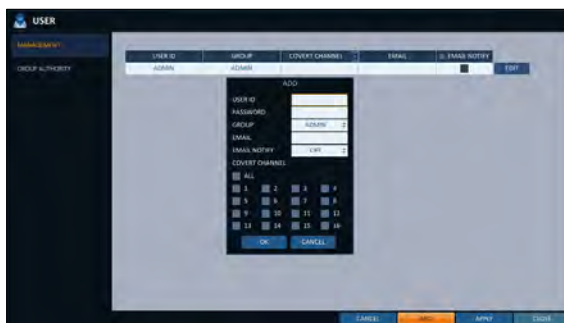 USER
MANAGEMENT
GROUP AUTHORITY
USER ID GROUP COVERT CHANNEL EMAIL EMAIL NOTIFY
ADMIN ADMIN EDIT
ADD
USER ID
PASSWORD
GROUP ADMIN
EMAIL
EMAIL NOTIFY OFF
COVERT CHANNEL
ALL
1 2 3 4
5 6 7 8
9 10 11 12
13 14 15 16
OK CANCEL
CANCEL ADD APPLY CLOSE